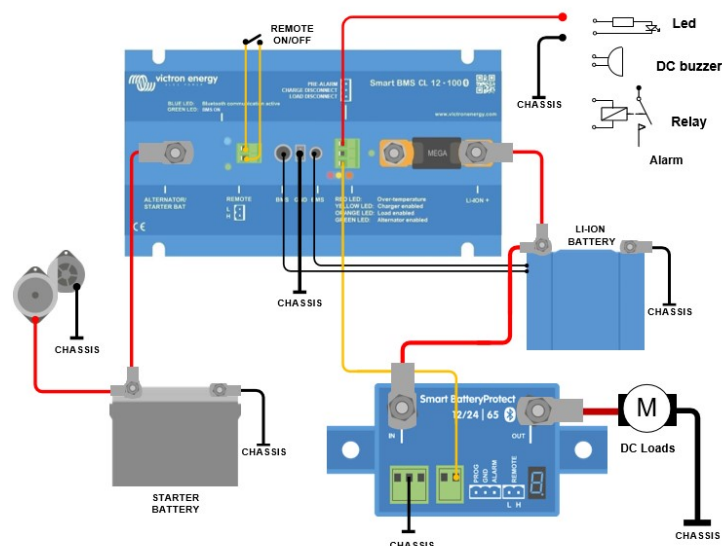 REMOTE
ON/OFF
Led
DC buzzer
Relay
Alarm
CHASSIS
victron energy
BLUE LED: Bluetooth communication active
GREEN LED: BMS ON
PRE-ALARM
CHARGE DISCONNECT
LOAD DISCONNECT
Smart BMS CL 12-100
www.victronenergy.com
MEGA
ALTERNATOR/
STARTER BAT
REMOTE
L
H
BMS
GND
BMS
RED LED: Over-temperature
YELLOW LED: Charger enabled
ORANGE LED: Load enabled
GREEN LED: Alternator enabled
LI-ION +
CE
LI-ION
BATTERY
CHASSIS
CHASSIS
CHASSIS
CHASSIS
STARTER
BATTERY
Smart BatteryProtect
12/24 | 65
IN
OUT
PROG
GND
ALARM
REMOTE
L H
M
DC Loads
CHASSIS
CHASSIS